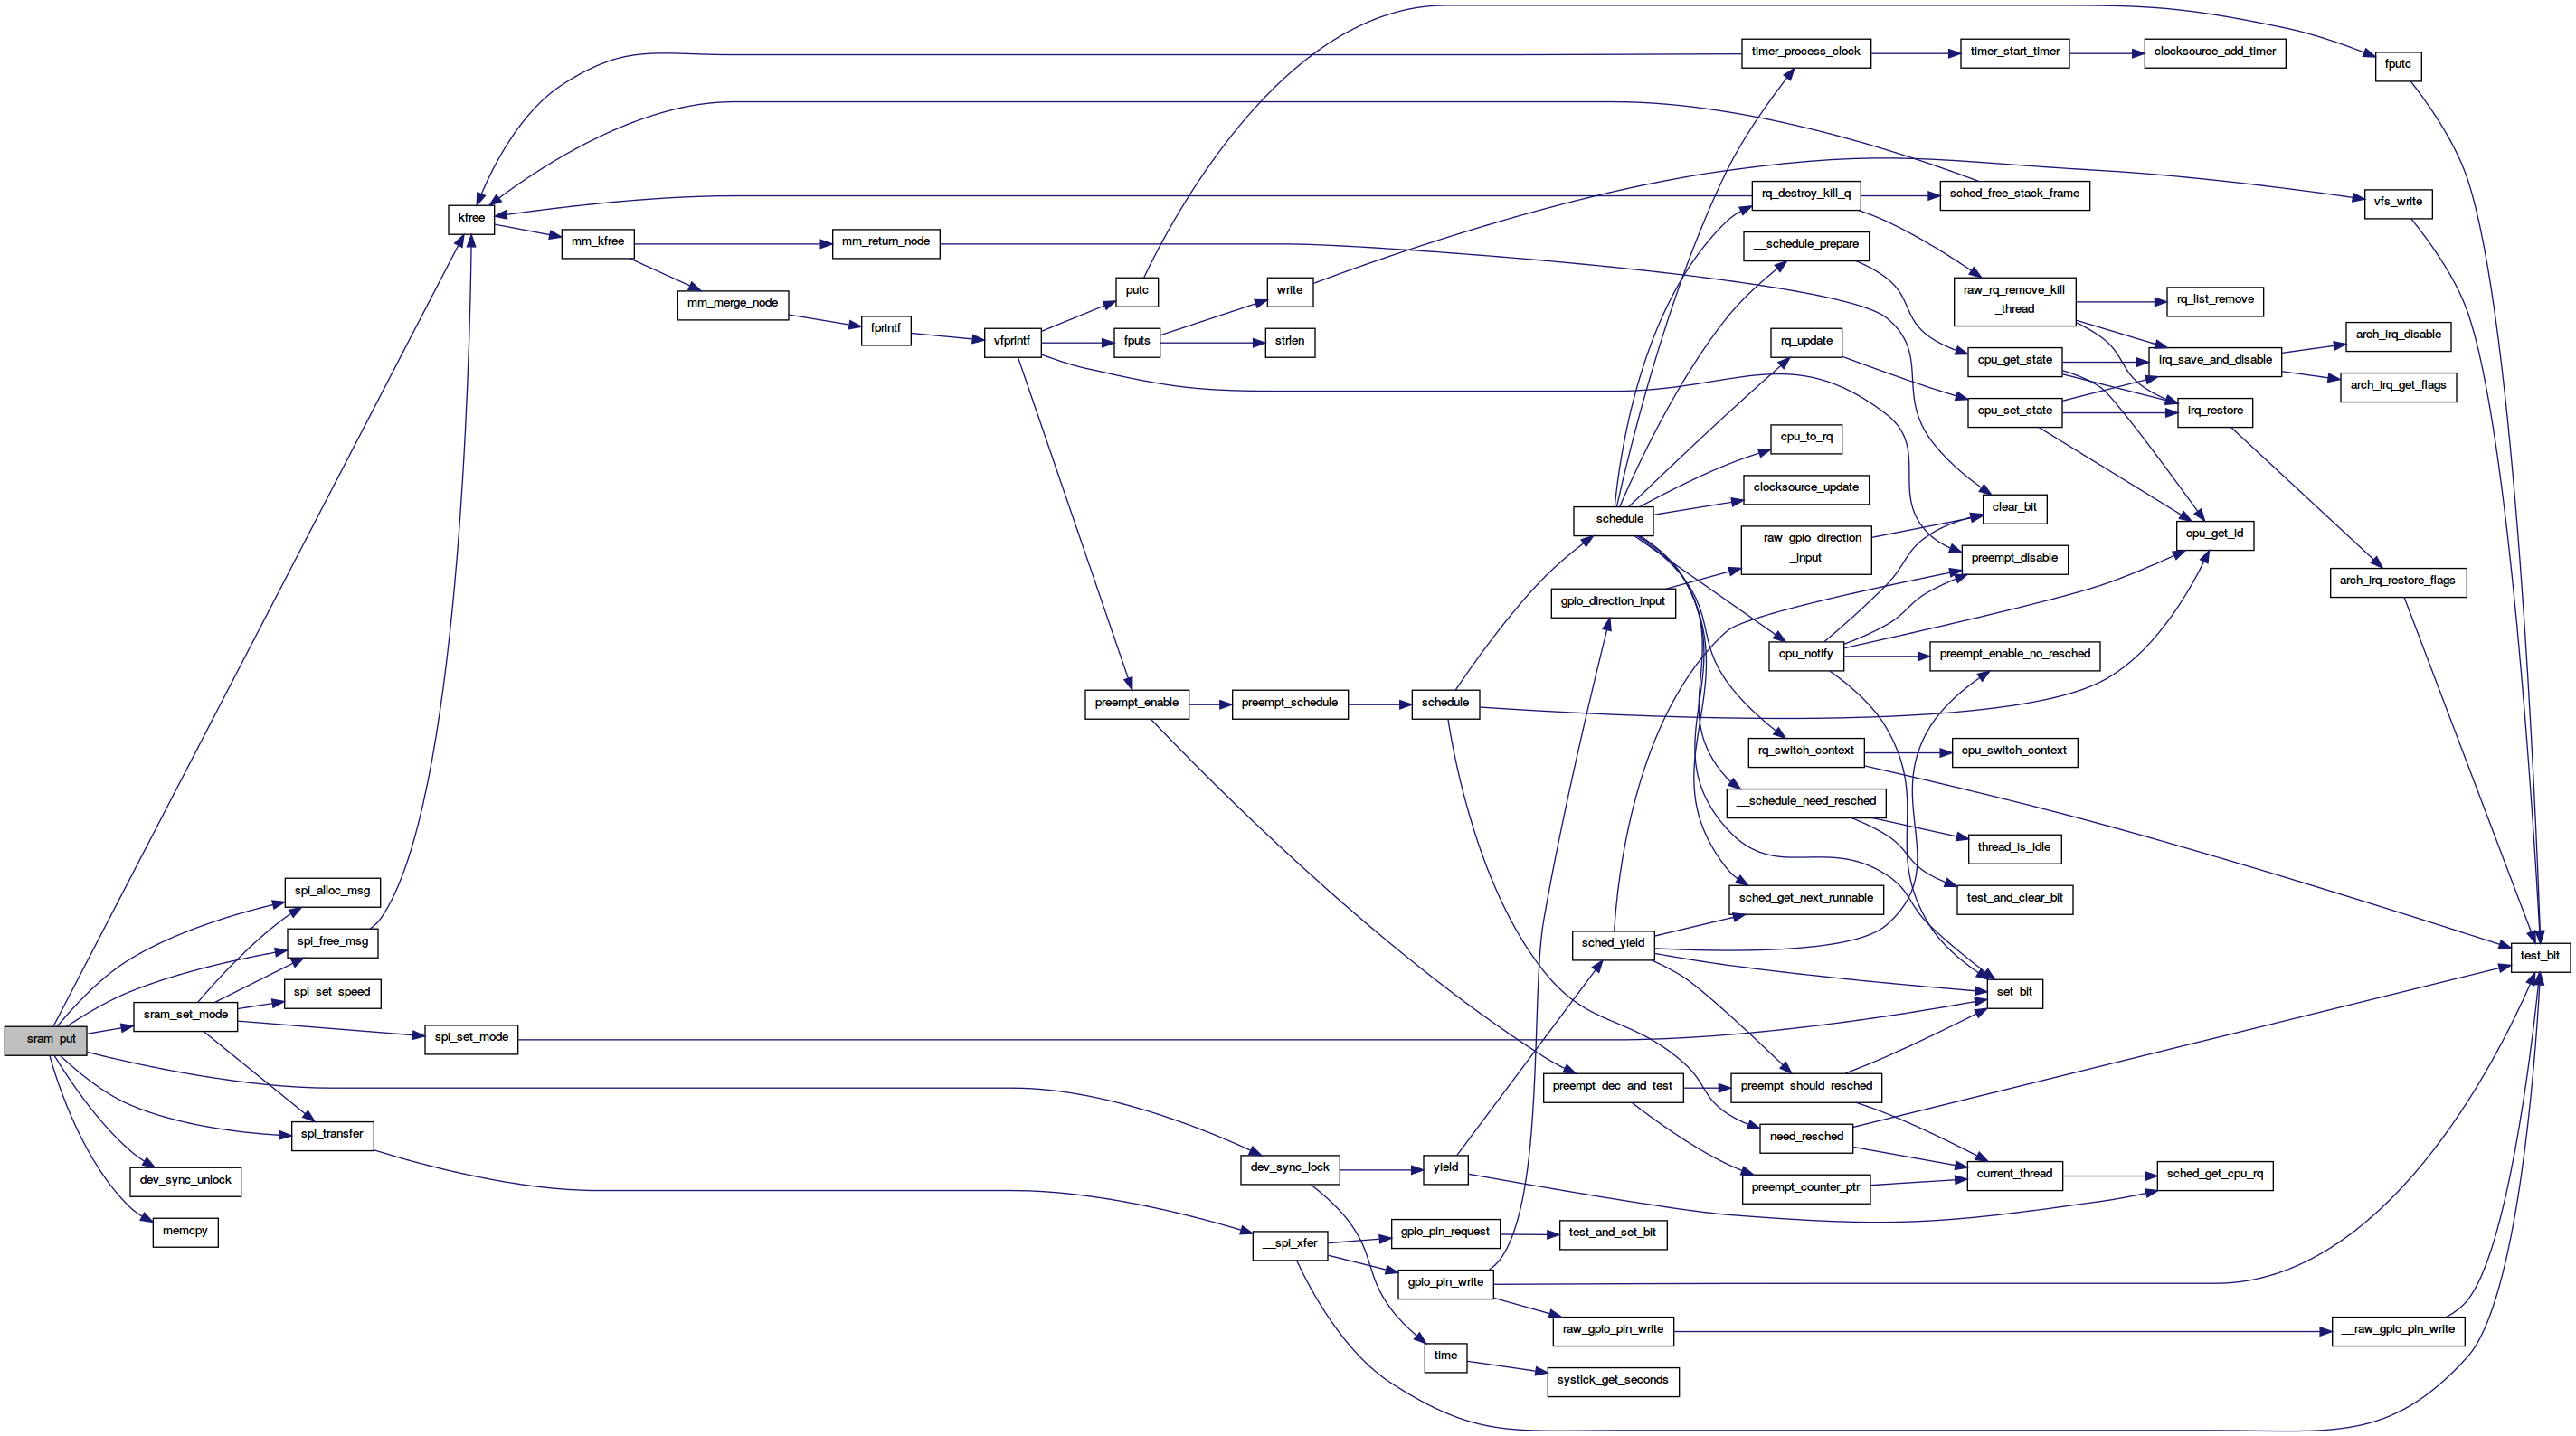 __sram_put
kfree
spi_alloc_msg
spi_free_msg
spi_set_speed
sram_set_mode
spi_set_mode
spi_transfer
dev_sync_unlock
memcpy
mm_kfree
mm_return_node
mm_merge_node
fprintf
vfprintf
putc
fputs
write
strlen
preempt_enable
preempt_schedule
schedule
dev_sync_lock
yield
__spi_xfer
gpio_pin_request
gpio_pin_write
time
timer_process_clock
timer_start_timer
clocksource_add_timer
fputc
rq_destroy_kill_q
sched_free_stack_frame
vfs_write
__schedule_prepare
raw_rq_remove_kill
_thread
rq_list_remove
rq_update
cpu_get_state
irq_save_and_disable
arch_irq_disable
arch_irq_get_flags
cpu_set_state
irq_restore
cpu_to_rq
clocksource_update
__schedule
clear_bit
cpu_get_id
__raw_gpio_direction
_input
preempt_disable
gpio_direction_input
arch_irq_restore_flags
cpu_notify
preempt_enable_no_resched
rq_switch_context
cpu_switch_context
__schedule_need_resched
thread_is_idle
test_and_clear_bit
sched_get_next_runnable
sched_yield
test_bit
set_bit
preempt_dec_and_test
preempt_should_resched
need_resched
current_thread
sched_get_cpu_rq
preempt_counter_ptr
test_and_set_bit
raw_gpio_pin_write
__raw_gpio_pin_write
systick_get_seconds